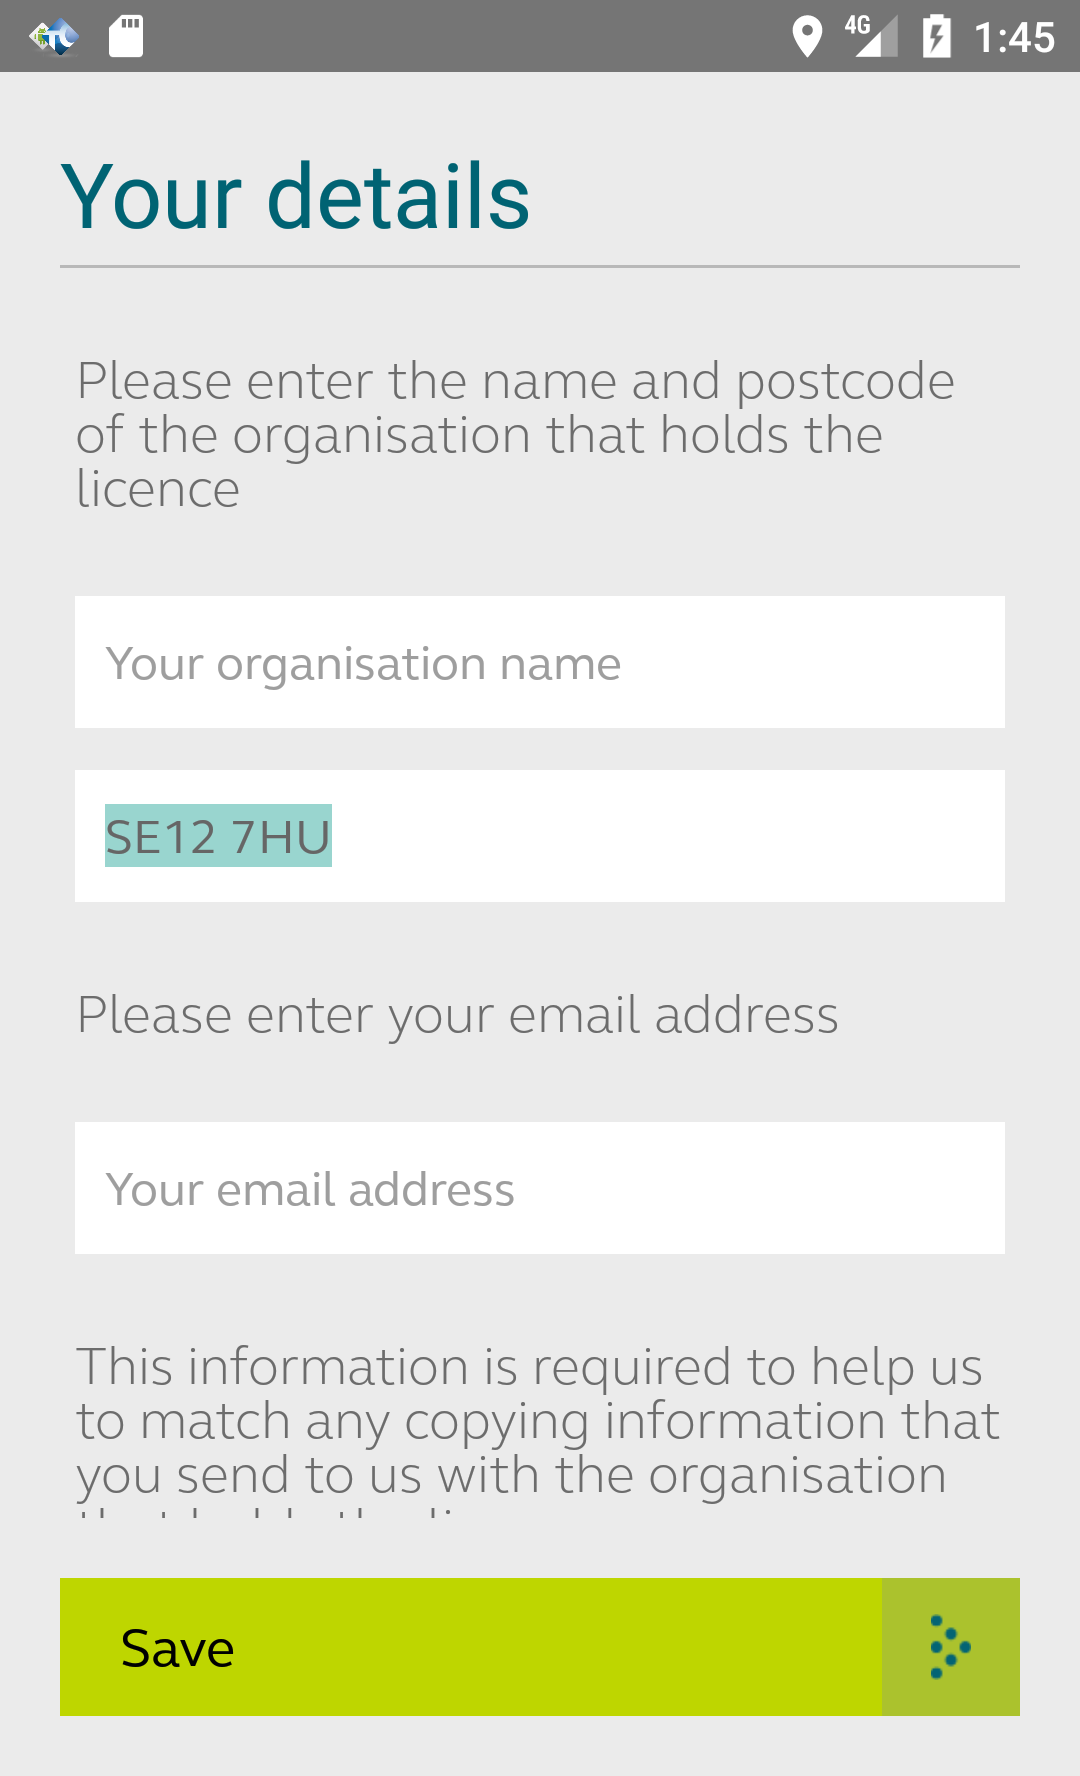 4G 1:45
Your details
Please enter the name and postcode
of the organisation that holds the
licence
Your organisation name
SE12 7HU
Please enter your email address
Your email address
This information is required to help us
to match any copying information that
you send to us with the organisation
Save